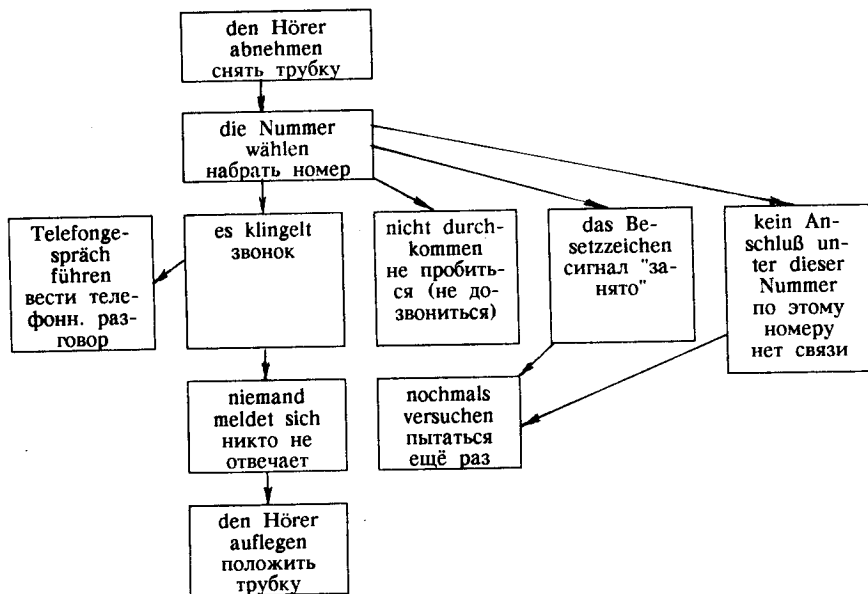 den Hörer
abnehmen
снять трубку
die Nummer
wählen
набрать номер
Telefonge-
spräch
führen
вести теле-
фонн. раз-
говор
es klingelt
звонок
nicht durch-
kommen
не пробить-
ся (не до-
звониться)
das Be-
setzzeichen
сигнал "за-
нято"
kein An-
schluß un-
ter dieser
Nummer
по этому
номеру
нет связи
niemand
meldet sich
никто не
отвечает
nochmals
versuchen
пытаться
ещё раз
den Hörer
auflegen
положить
трубку